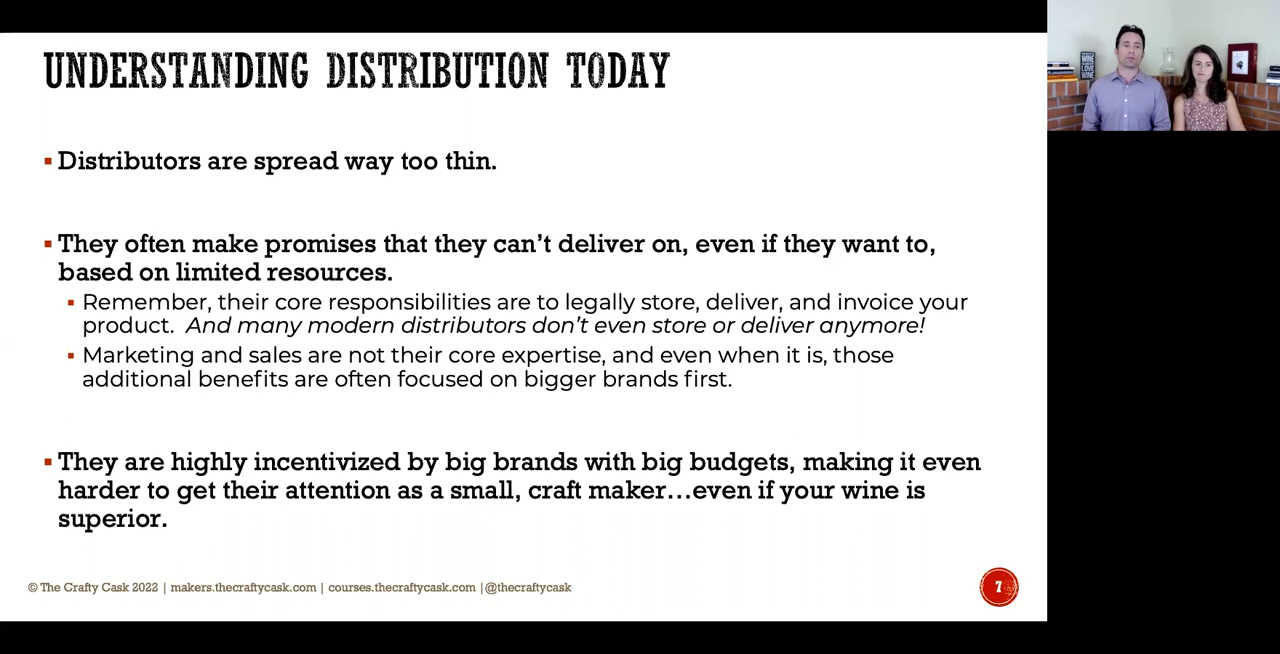 UNDERSTANDING DISTRIBUTION TODAY
▪ Distributors are spread way too thin.
▪ They often make promises that they can’t deliver on, even if they want to,
based on limited resources.
▪ Remember, their core responsibilities are to legally store, deliver, and invoice your
product. And many modern distributors don’t even store or deliver anymore!
▪ Marketing and sales are not their core expertise, and even when it is, those
additional benefits are often focused on bigger brands first.
▪ They are highly incentivized by big brands with big budgets, making it even
harder to get their attention as a small, craft maker…even if your wine is
superior.
© The Crafty Cask 2022 | makers.thecraftycask.com | courses.thecraftycask.com |@thecraftycask
7